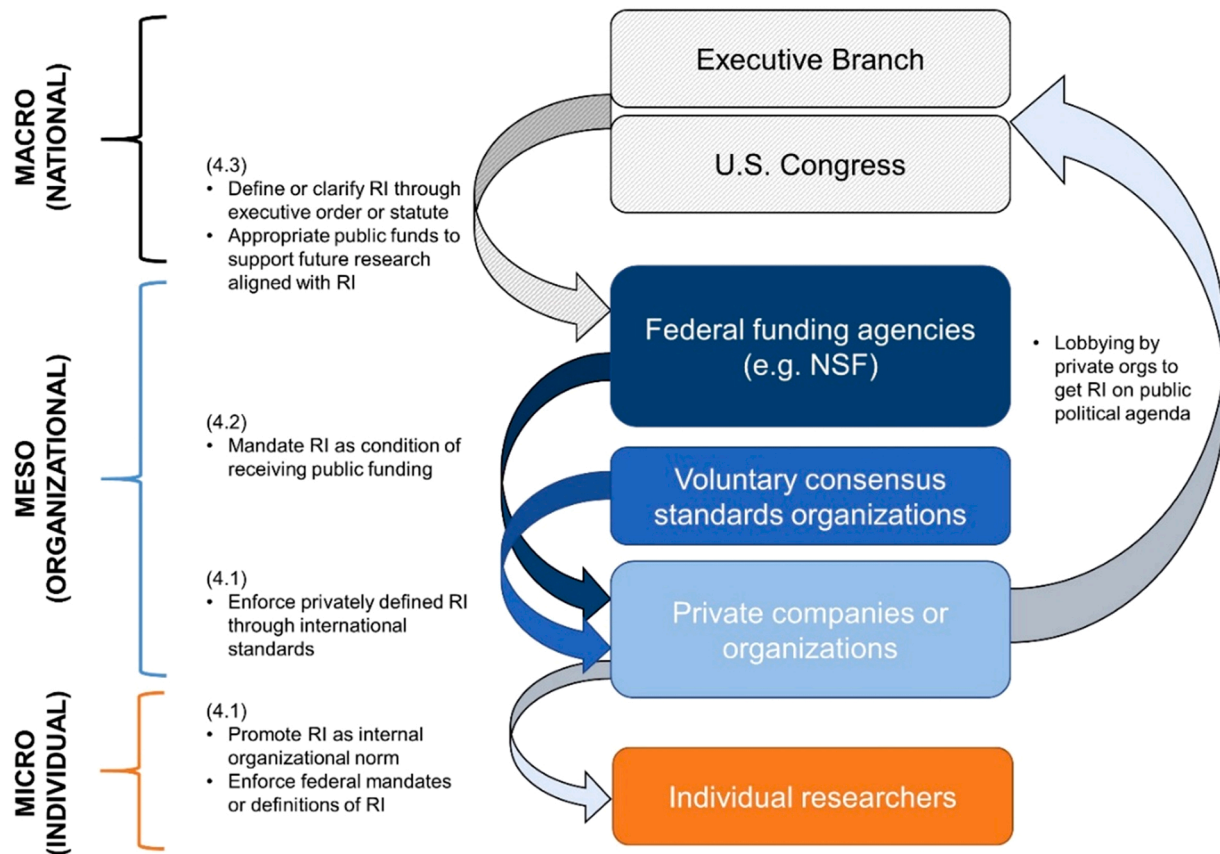 MACRO
(NATIONAL)
Executive Branch
U.S. Congress
(4.3)
• Define or clarify RI through
executive order or statute
• Appropriate public funds to
support future research
aligned with RI
MESO
(ORGANIZATIONAL)
Federal funding agencies
(e.g. NSF)
• Lobbying by
private orgs to
get RI on public
political agenda
(4.2)
• Mandate RI as condition of
receiving public funding
Voluntary consensus
standards organizations
(4.1)
• Enforce privately defined RI
through international
standards
Private companies or
organizations
MICRO
(INDIVIDUAL)
(4.1)
• Promote RI as internal
organizational norm
• Enforce federal mandates
or definitions of RI
Individual researchers